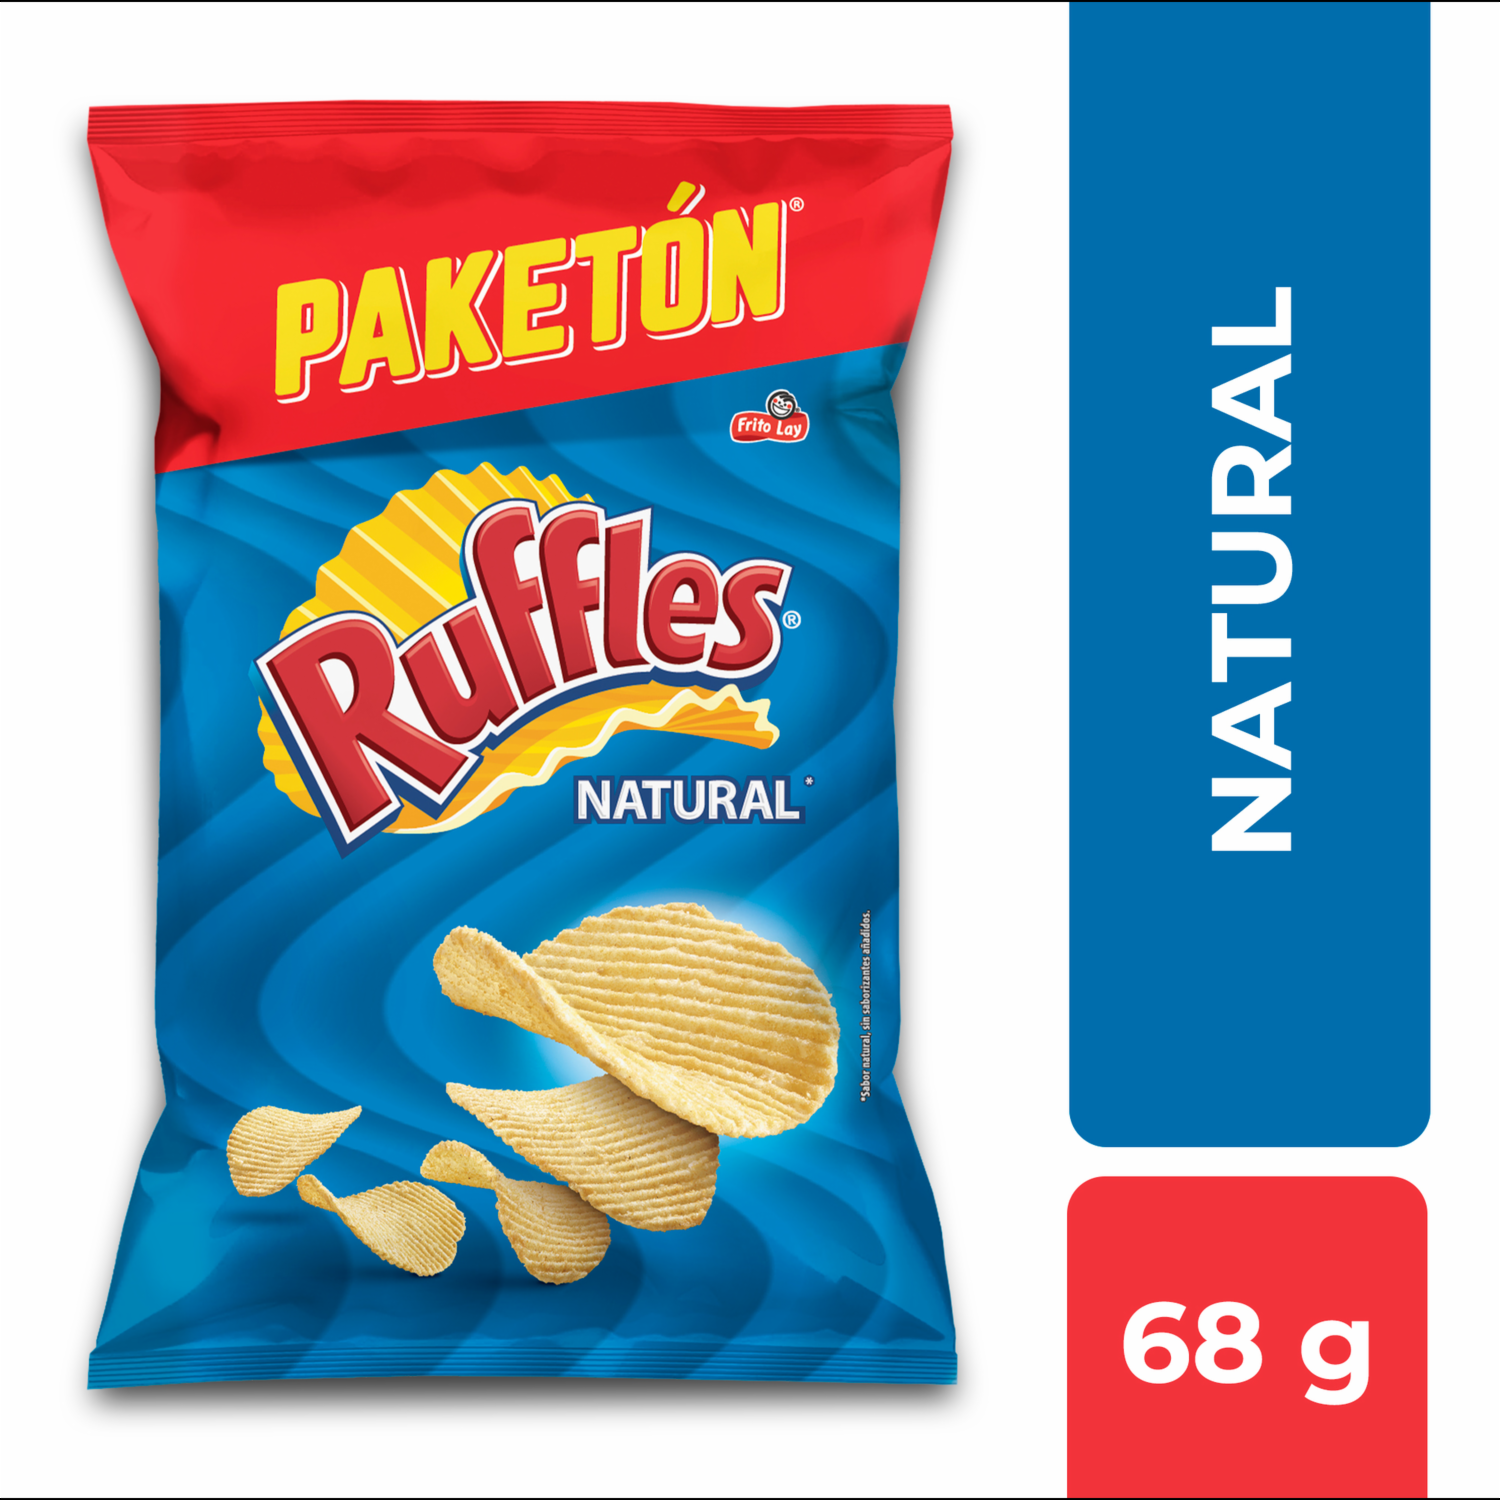 PAKETÓN®
Frito Lay
Ruffles®
NATURAL*
*Sabor natural, sin saborizantes añadidos.
NATURAL
68 g